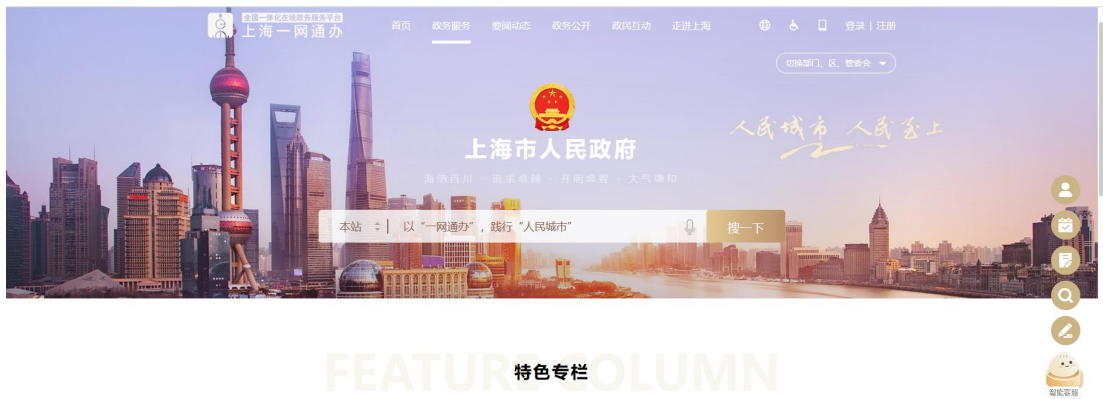 全国一体化在线政务服务平台
上海一网通办
首页 政务服务 要闻动态 政务公开 政民互动 走进上海 登录 | 注册
切换部门、区、管委会
上海市人民政府
人民城市 人民至上
海纳百川 · 追求卓越 · 开明睿智 · 大气谦和
本站 以“一网通办”，践行“人民城市” 搜一下
FEATURE COLUMN
特色专栏
智能客服